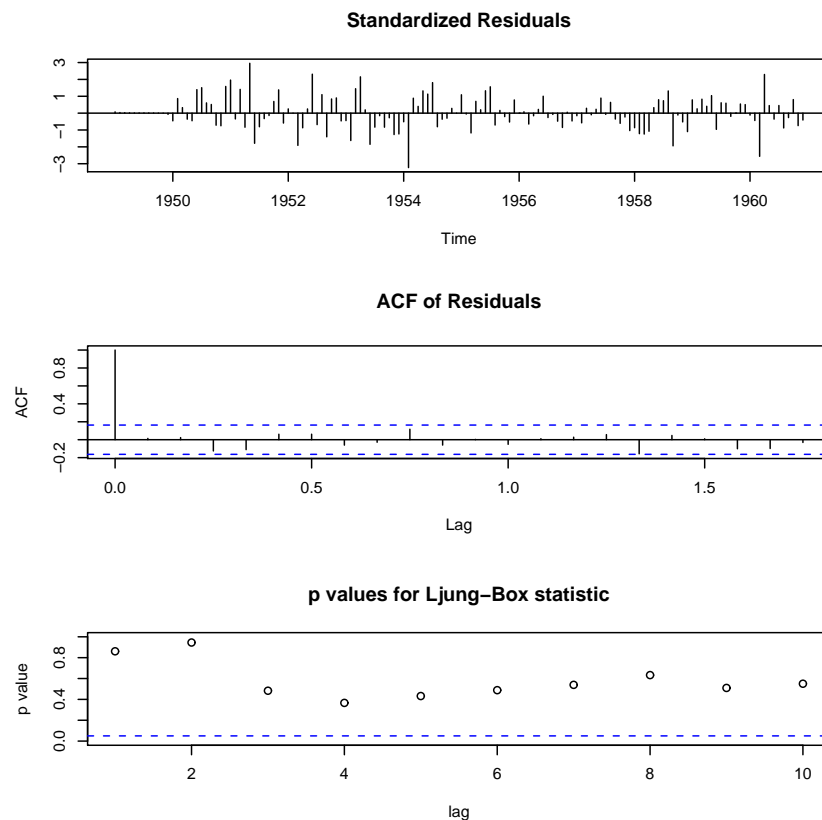 Standardized Residuals
3
1
−1
−3
1950 1952 1954 1956 1958 1960
Time
ACF of Residuals
ACF
0.8
0.4
−0.2
0.0 0.5 1.0 1.5
Lag
p values for Ljung−Box statistic
p value
0.8
0.4
0.0
2 4 6 8 10
lag